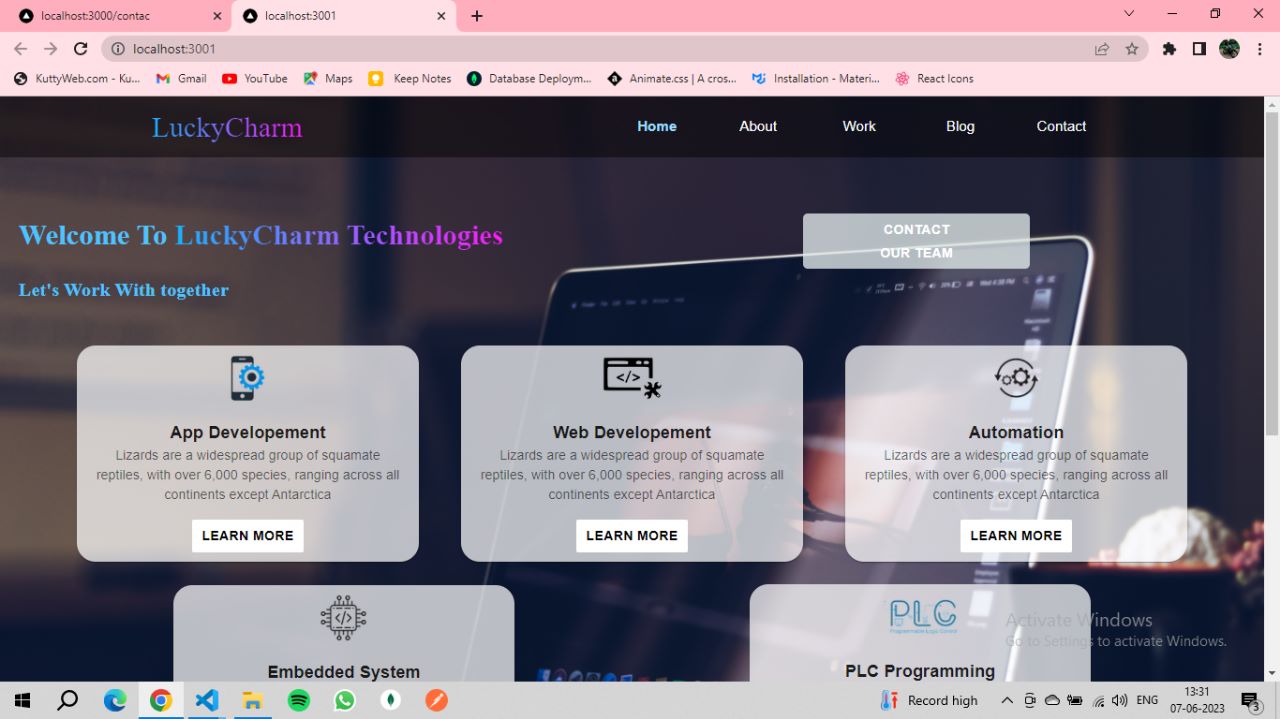 localhost:3000/contac
localhost:3001
localhost:3001
KuttyWeb.com - Ku...
Gmail
YouTube
Maps
Keep Notes
Database Deploym...
Animate.css | A cros...
Installation - Materi...
React Icons
LuckyCharm
Home
About
Work
Blog
Contact
Welcome To LuckyCharm Technologies
CONTACT
OUR TEAM
Let's Work With together
App Developement
Lizards are a widespread group of squamate
reptiles, with over 6,000 species, ranging across all
continents except Antarctica
LEARN MORE
Web Developement
Lizards are a widespread group of squamate
reptiles, with over 6,000 species, ranging across all
continents except Antarctica
LEARN MORE
Automation
Lizards are a widespread group of squamate
reptiles, with over 6,000 species, ranging across all
continents except Antarctica
LEARN MORE
Embedded System
PLC
Programmable Logic Control
PLC Programming
Activate Windows
Go to Settings to activate Windows.
Record high
ENG
13:31
07-06-2023
3